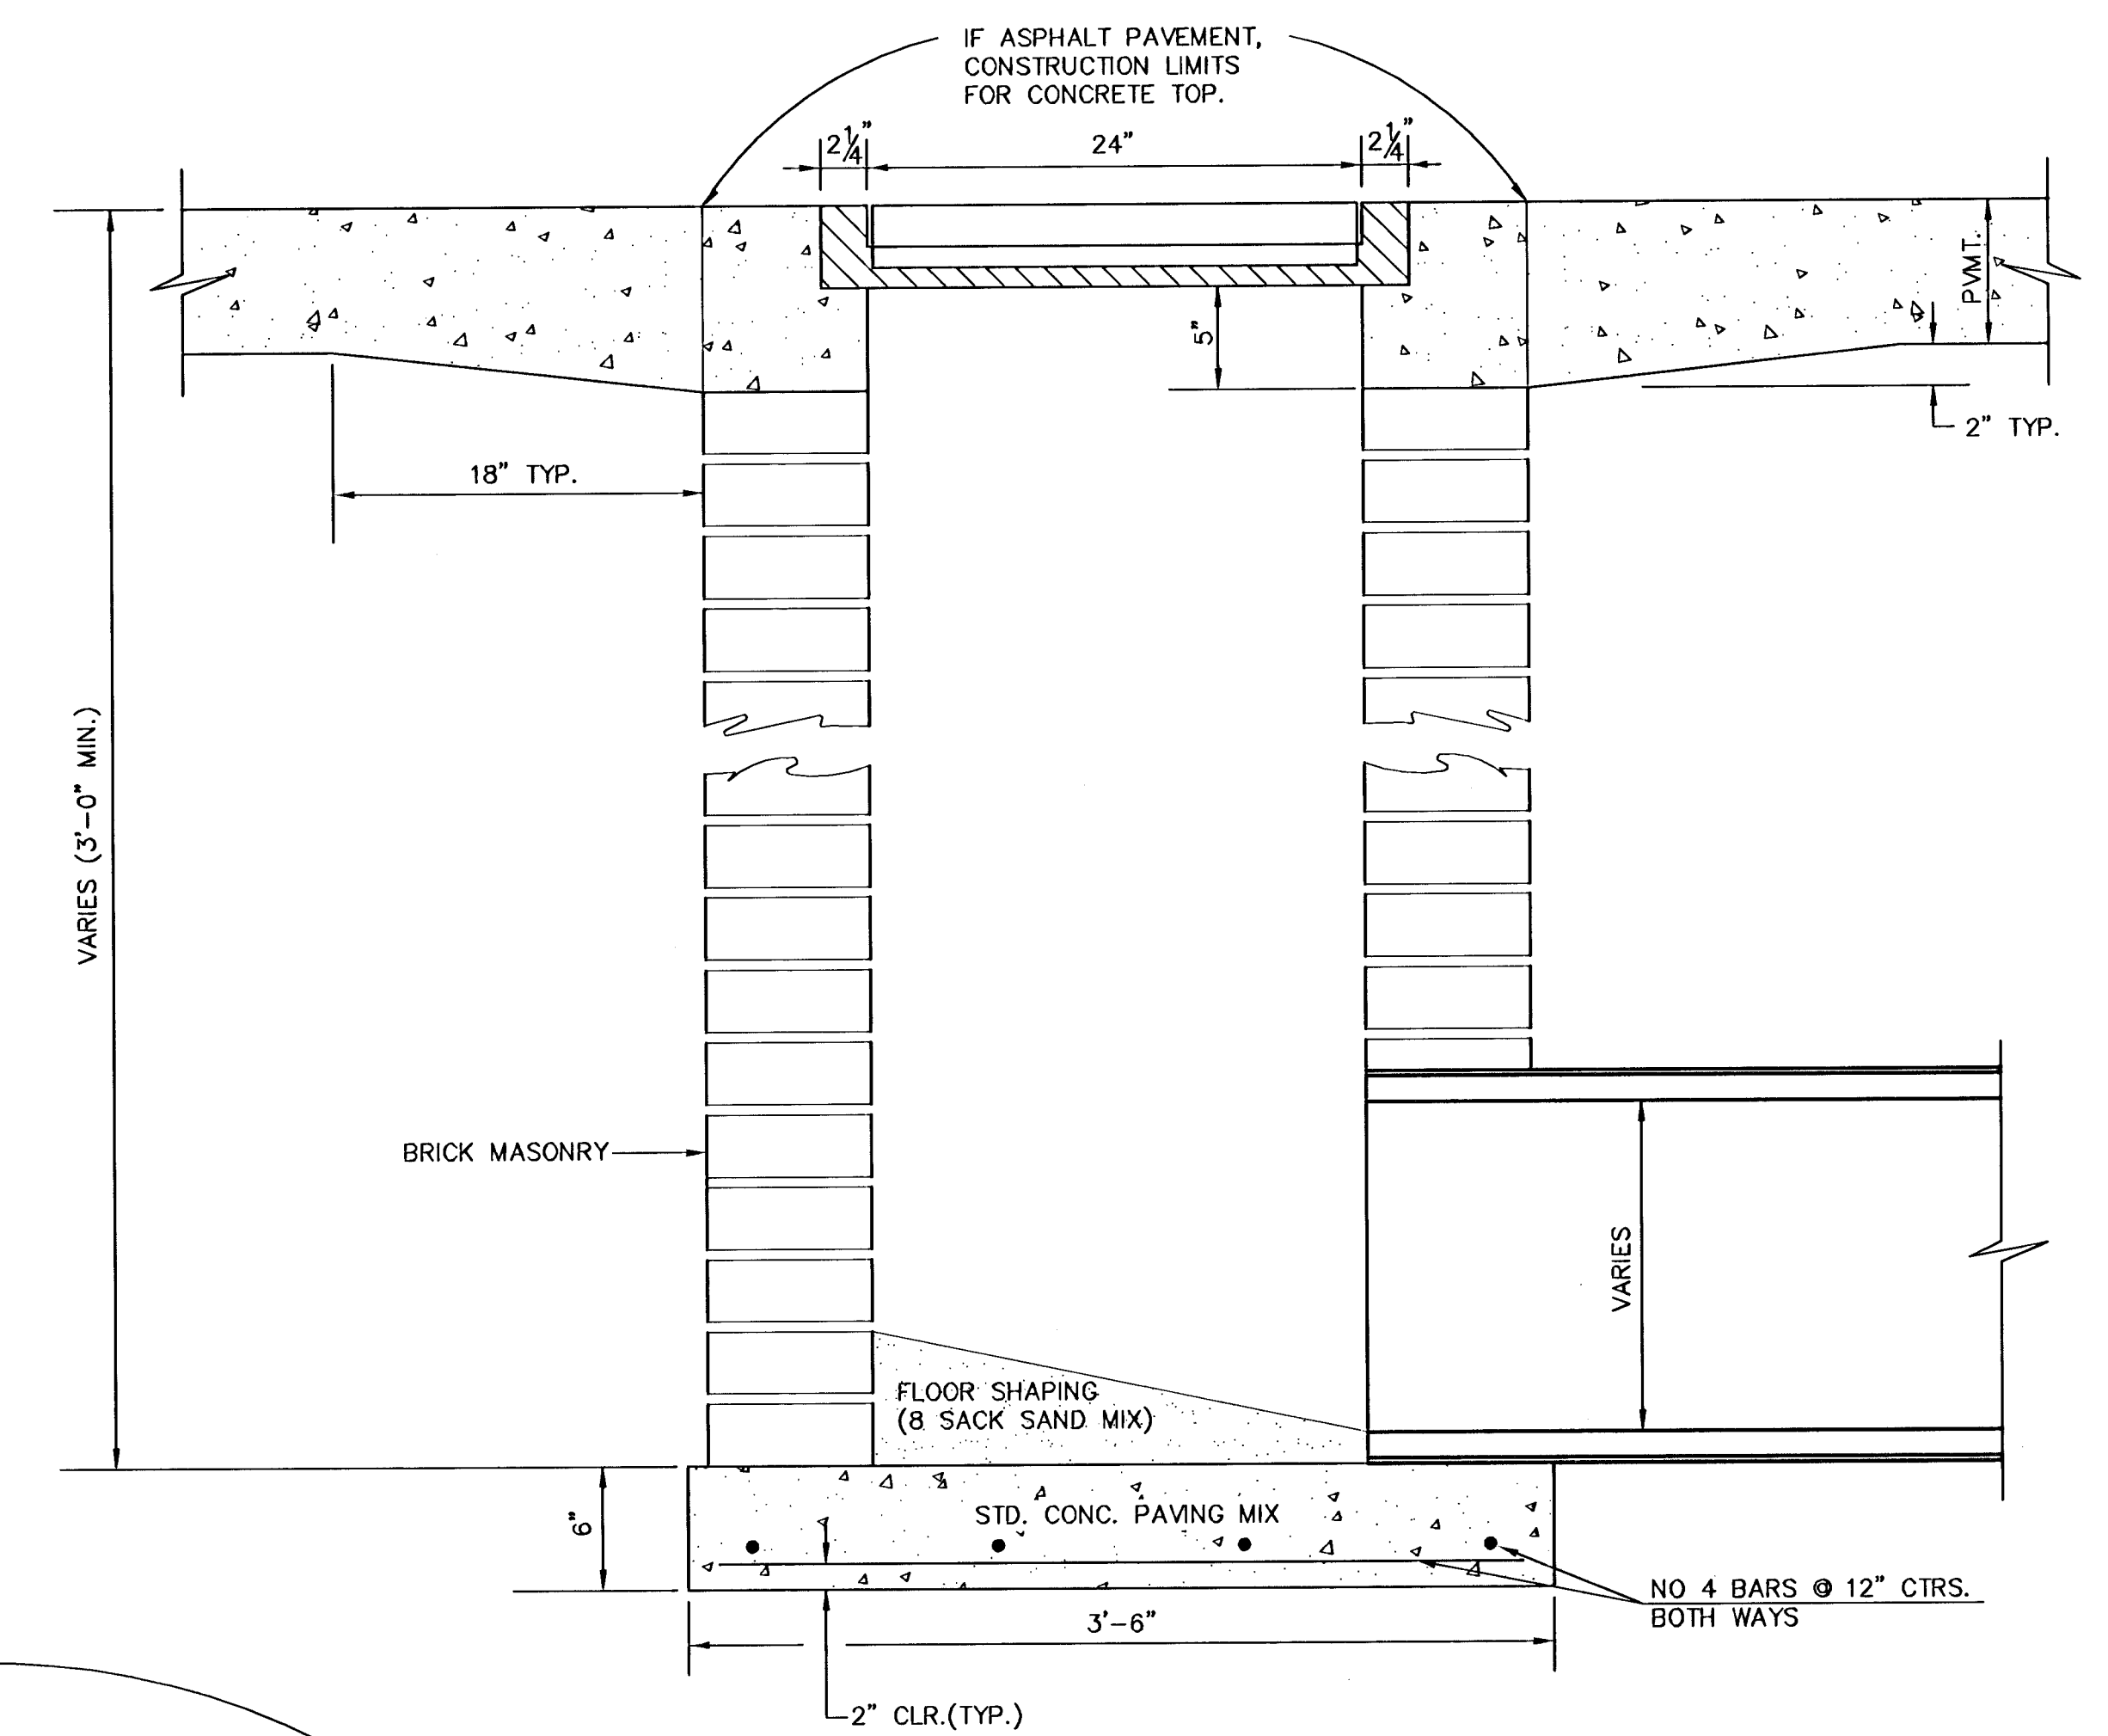 IF ASPHALT PAVEMENT,
CONSTRUCTION LIMITS
FOR CONCRETE TOP.
2¼"
24"
2¼"
PVMT.
5"
2" TYP.
18" TYP.
VARIES (3'-0" MIN.)
BRICK MASONRY
VARIES
FLOOR SHAPING
(8 SACK SAND MIX)
6"
STD. CONC. PAVING MIX
NO 4 BARS @ 12" CTRS.
BOTH WAYS
3'-6"
2" CLR.(TYP.)